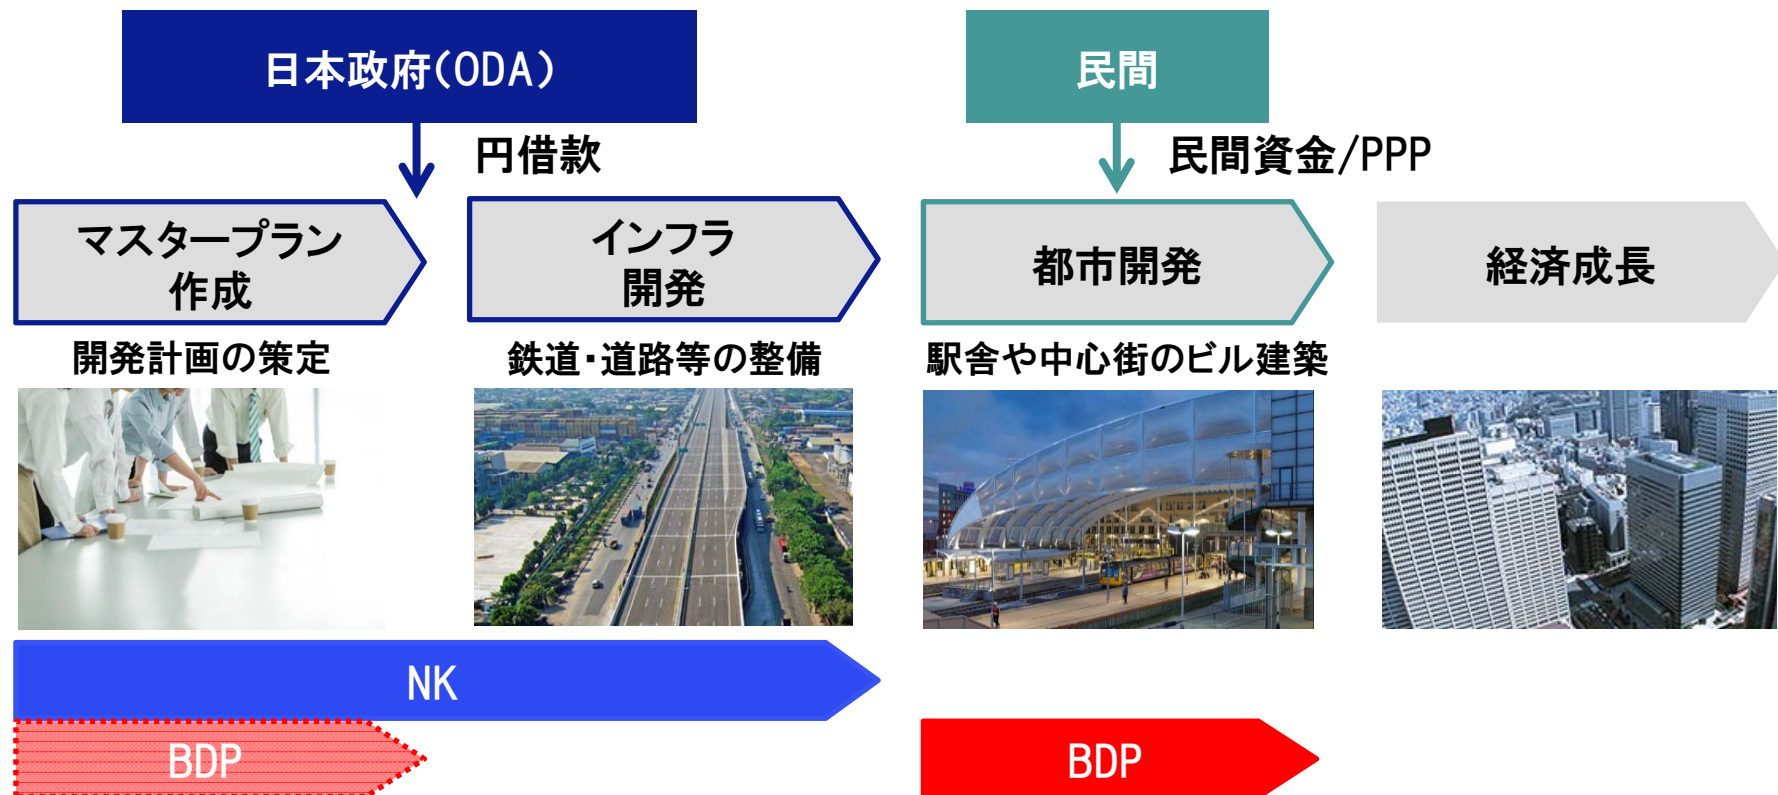 日本政府(ODA)
民間
円借款
民間資金/PPP
マスタープラン
作成
インフラ
開発
都市開発
経済成長
開発計画の策定
鉄道・道路等の整備
駅舎や中心街のビル建築
NK
BDP
BDP